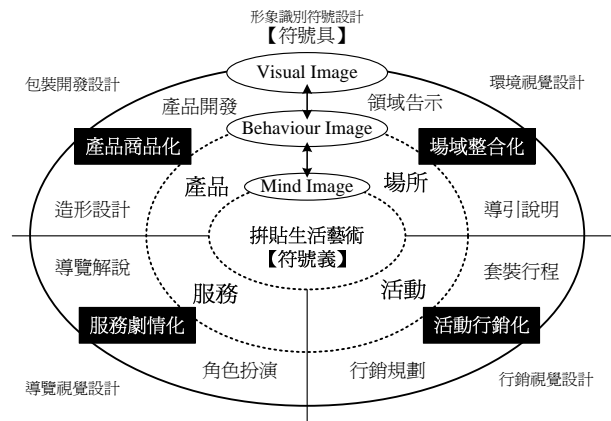 形象識別符號設計
【符號具】
Visual Image
包裝開發設計
環境視覺設計
產品開發
領域告示
Behaviour Image
產品商品化
場域整合化
產品
場所
Mind Image
造形設計
導引說明
拼貼生活藝術
【符號義】
導覽解說
套裝行程
服務
活動
服務劇情化
活動行銷化
角色扮演
行銷規劃
導覽視覺設計
行銷視覺設計